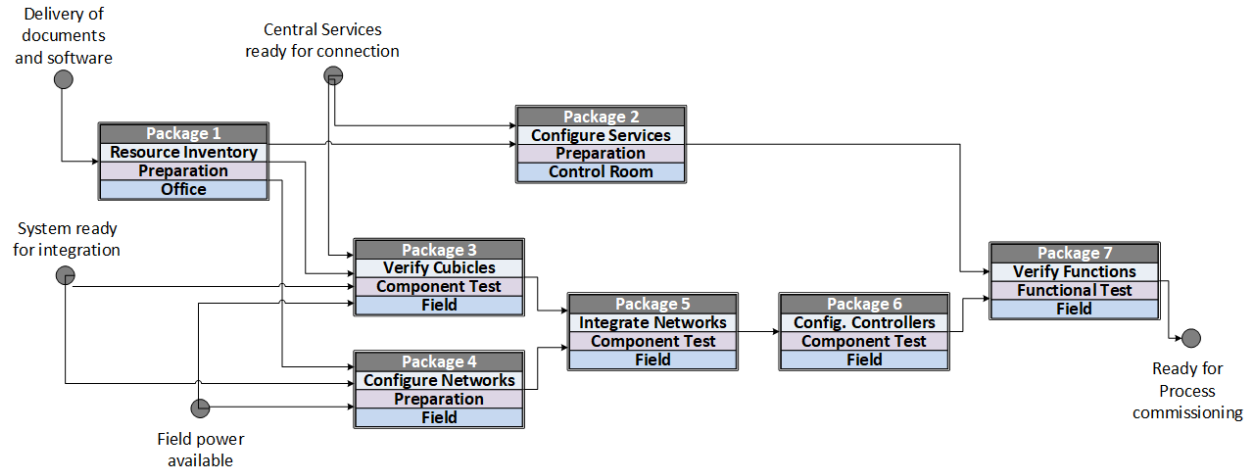 Delivery of
documents
and software
Central Services
ready for connection
Package 1
Resource Inventory
Preparation
Office
Package 2
Configure Services
Preparation
Control Room
System ready
for integration
Package 3
Verify Cubicles
Component Test
Field
Package 7
Verify Functions
Functional Test
Field
Package 5
Integrate Networks
Component Test
Field
Package 6
Config. Controllers
Component Test
Field
Package 4
Configure Networks
Preparation
Field
Ready for
Process
commissioning
Field power
available